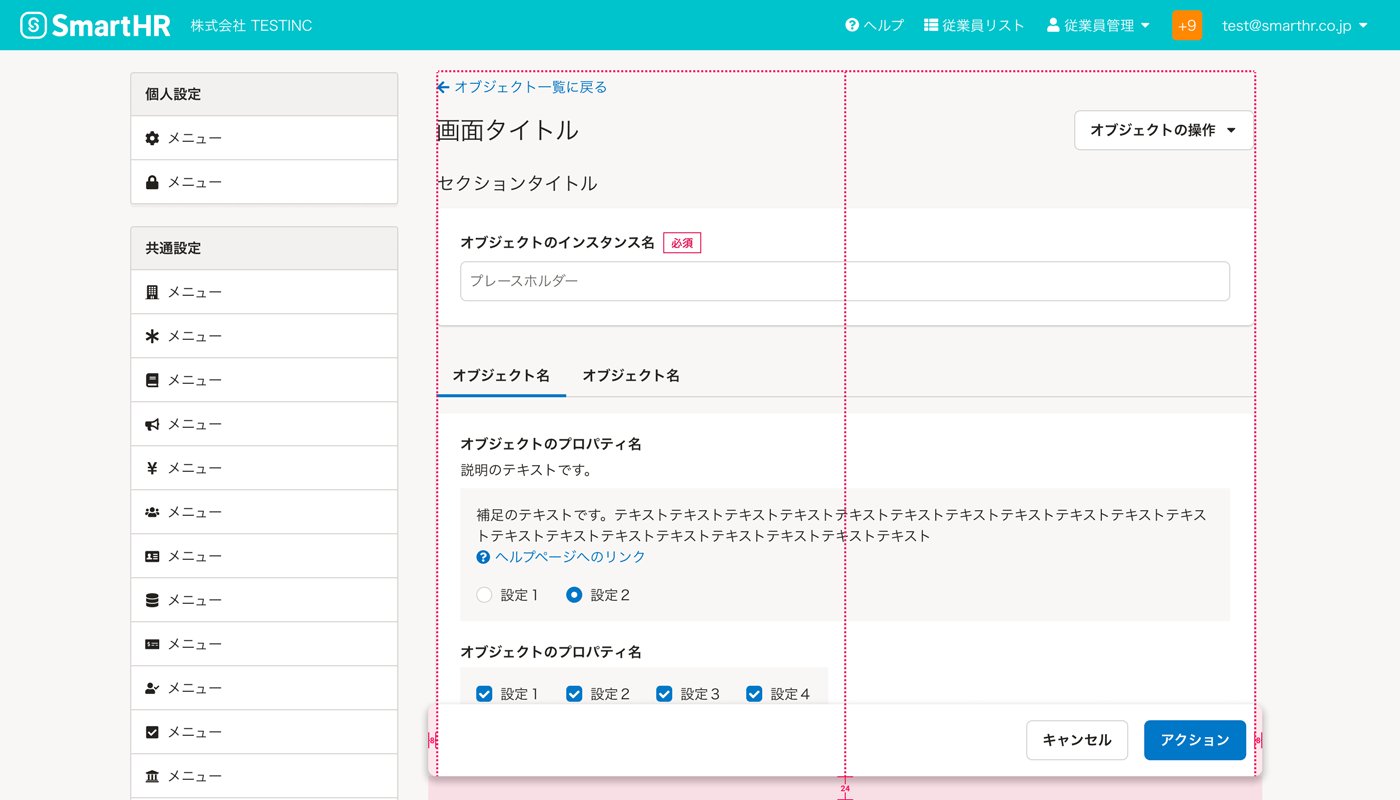 SmartHR 株式会社 TESTINC ヘルプ 従業員リスト 従業員管理 +9 test@smarthr.co.jp
個人設定
メニュー
メニュー
共通設定
メニュー
メニュー
メニュー
メニュー
メニュー
メニュー
メニュー
メニュー
メニュー
メニュー
メニュー
メニュー
オブジェクト一覧に戻る
画面タイトル
オブジェクトの操作
セクションタイトル
オブジェクトのインスタンス名 必須
プレースホルダー
オブジェクト名 オブジェクト名
オブジェクトのプロパティ名
説明のテキストです。
補足のテキストです。テキストテキストテキストテキストテキストテキストテキストテキストテキストテキストテキス
トテキストテキストテキストテキストテキストテキストテキストテキスト
ヘルプページへのリンク
設定1 設定2
オブジェクトのプロパティ名
設定1 設定2 設定3 設定4
キャンセル アクション
8 8
24